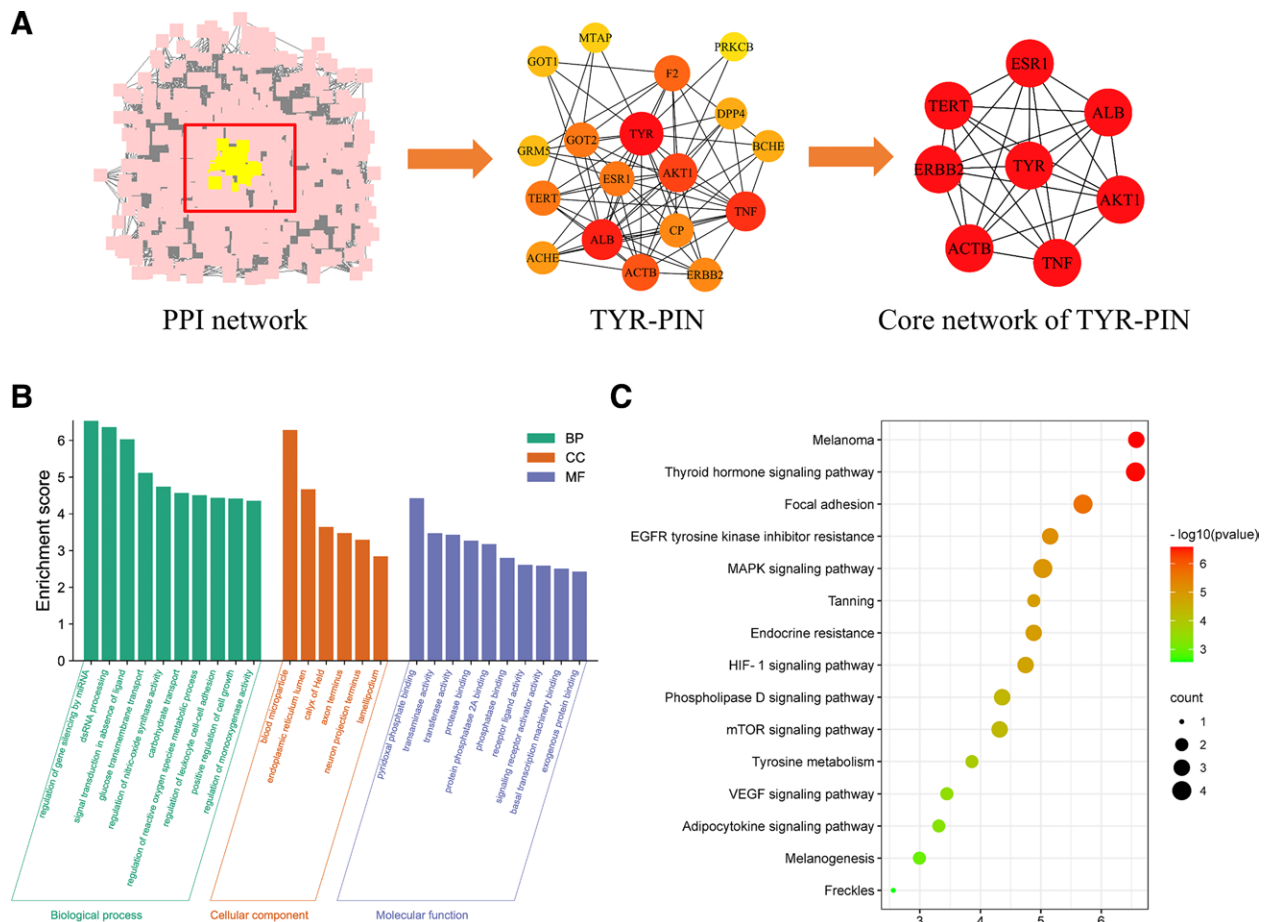 A
MTAP
PRKCB
GOT1
F2
ESR1
TERT
ALB
DPP4
TYR
GOT2
BCHE
GRM5
AKT1
ESR1
TYR
ERBB2
TERT
TNF
AKT1
ALB
CP
ACHE
ACTB
ERBB2
ACTB
TNF
PPI network
TYR-PIN
Core network of TYR-PIN
B
Enrichment score
6
5
4
3
2
1
0
BP
CC
MF
regulation of gene silencing by miRNA
dsRNA processing
signal transduction in absence of ligand
glucose transmembrane transport
regulation of nitric-oxide synthase activity
carbohydrate transport
regulation of reactive oxygen species metabolic process
regulation of leukocyte cell-cell adhesion
positive regulation of cell growth
regulation of monooxygenase activity
blood microparticle
endoplasmic reticulum lumen
calyx of Held
axon terminus
neuron projection terminus
lamellipodium
pyridoxal phosphate binding
transaminase activity
transferase activity
protease binding
protein phosphatase 2A binding
phosphatase binding
receptor ligand activity
signaling receptor activator activity
basal transcription machinery binding
exogenous protein binding
Biological process
Cellular component
Molecular function
C
Melanoma
Thyroid hormone signaling pathway
Focal adhesion
EGFR tyrosine kinase inhibitor resistance
MAPK signaling pathway
Tanning
Endocrine resistance
HIF- 1 signaling pathway
Phospholipase D signaling pathway
mTOR signaling pathway
Tyrosine metabolism
VEGF signaling pathway
Adipocytokine signaling pathway
Melanogenesis
Freckles
3
4
5
6
- log10(pvalue)
6
5
4
3
count
1
2
3
4